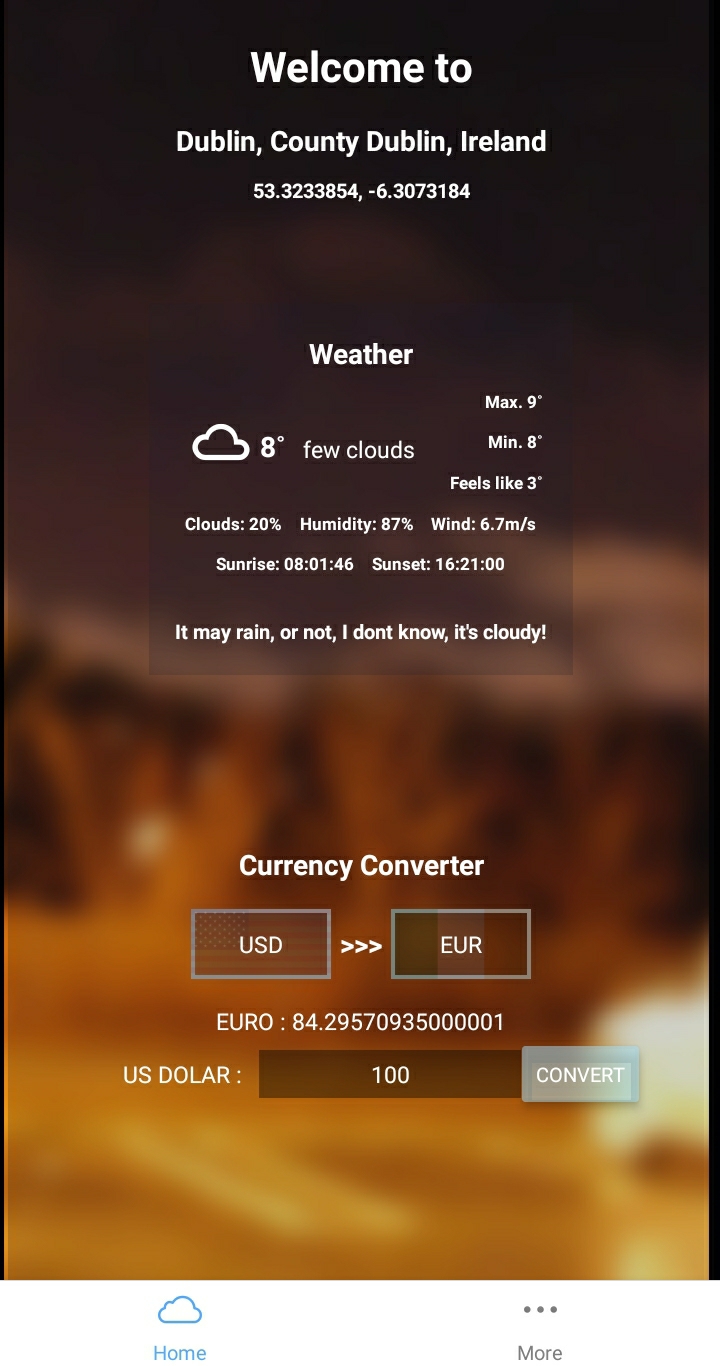 Welcome to
Dublin, County Dublin, Ireland
53.3233854, -6.3073184
Weather
Max. 9°
8° few clouds
Min. 8°
Feels like 3°
Clouds: 20% Humidity: 87% Wind: 6.7m/s
Sunrise: 08:01:46 Sunset: 16:21:00
It may rain, or not, I dont know, it's cloudy!
Currency Converter
USD >>> EUR
EURO : 84.29570935000001
US DOLAR : 100 CONVERT
Home More